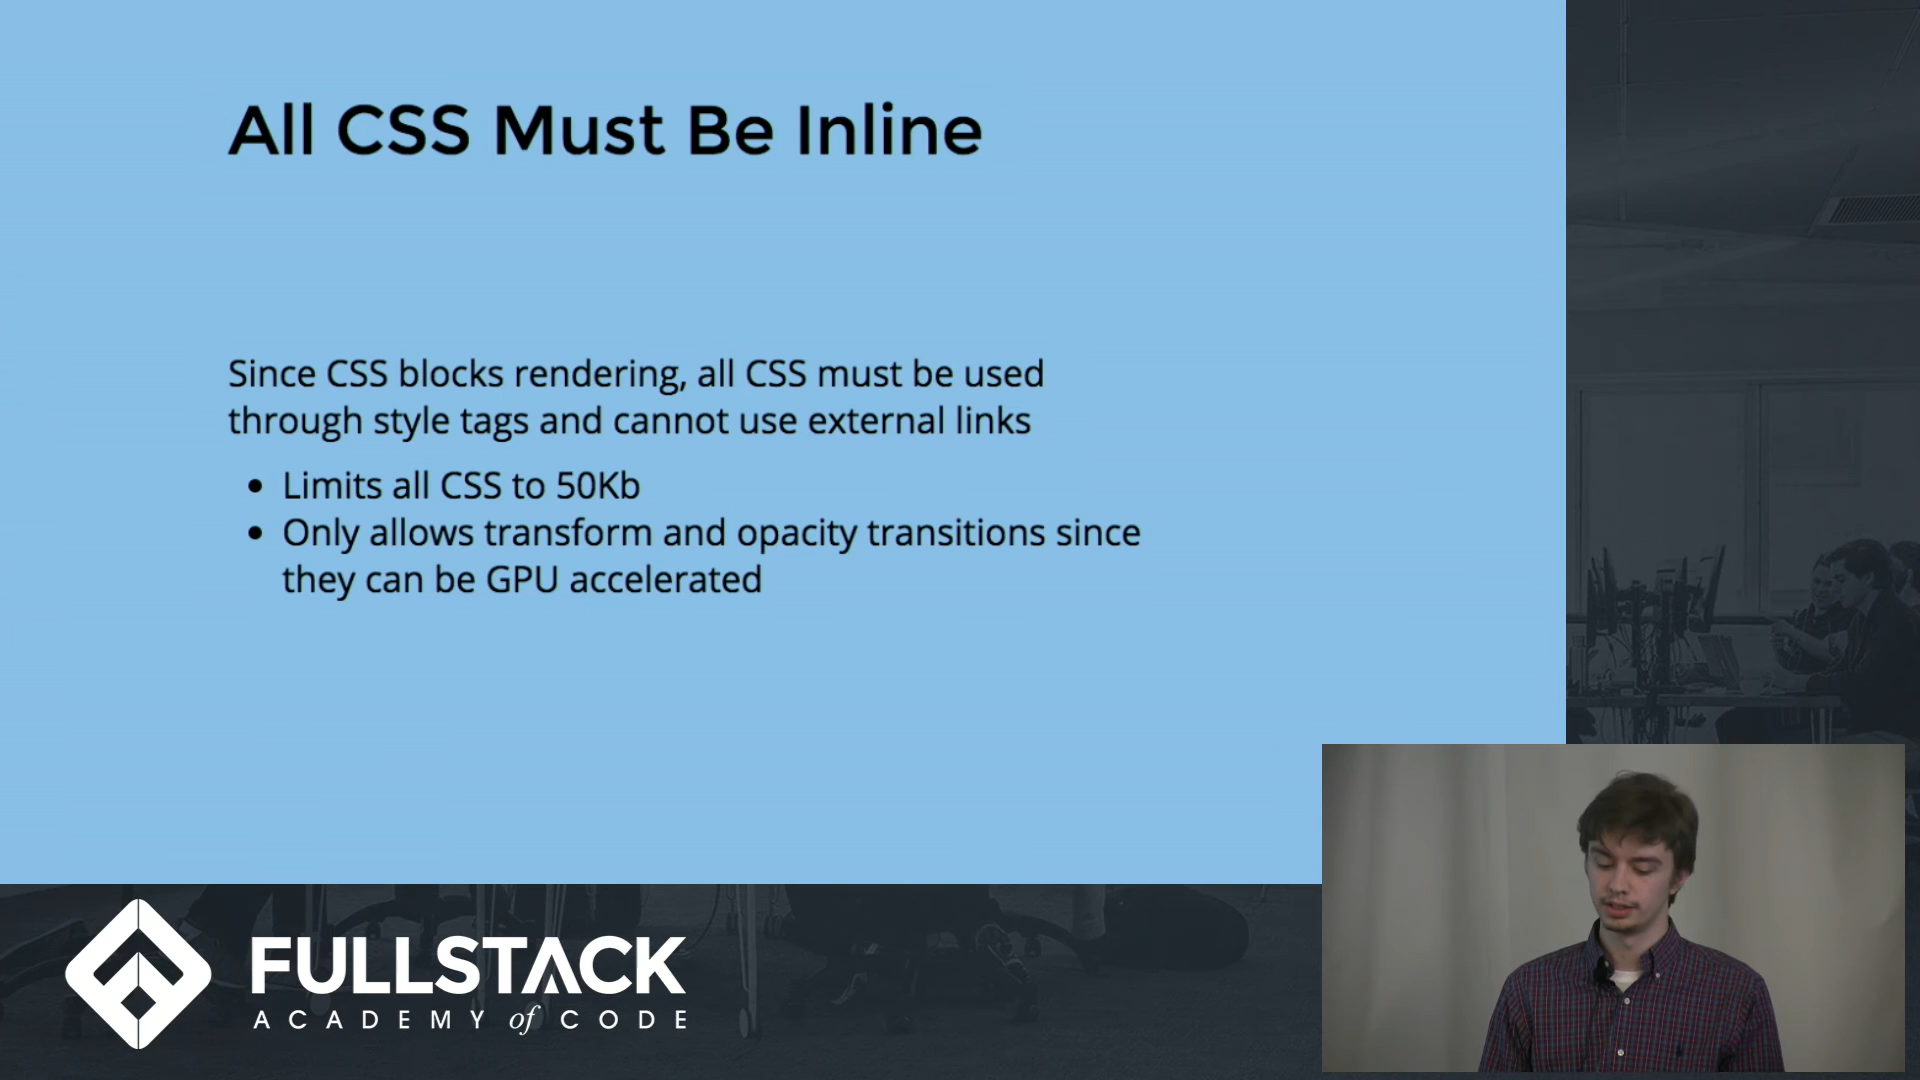 All CSS Must Be Inline
Since CSS blocks rendering, all CSS must be used
through style tags and cannot use external links
• Limits all CSS to 50Kb
• Only allows transform and opacity transitions since
they can be GPU accelerated
FULLSTACK
ACADEMY of CODE